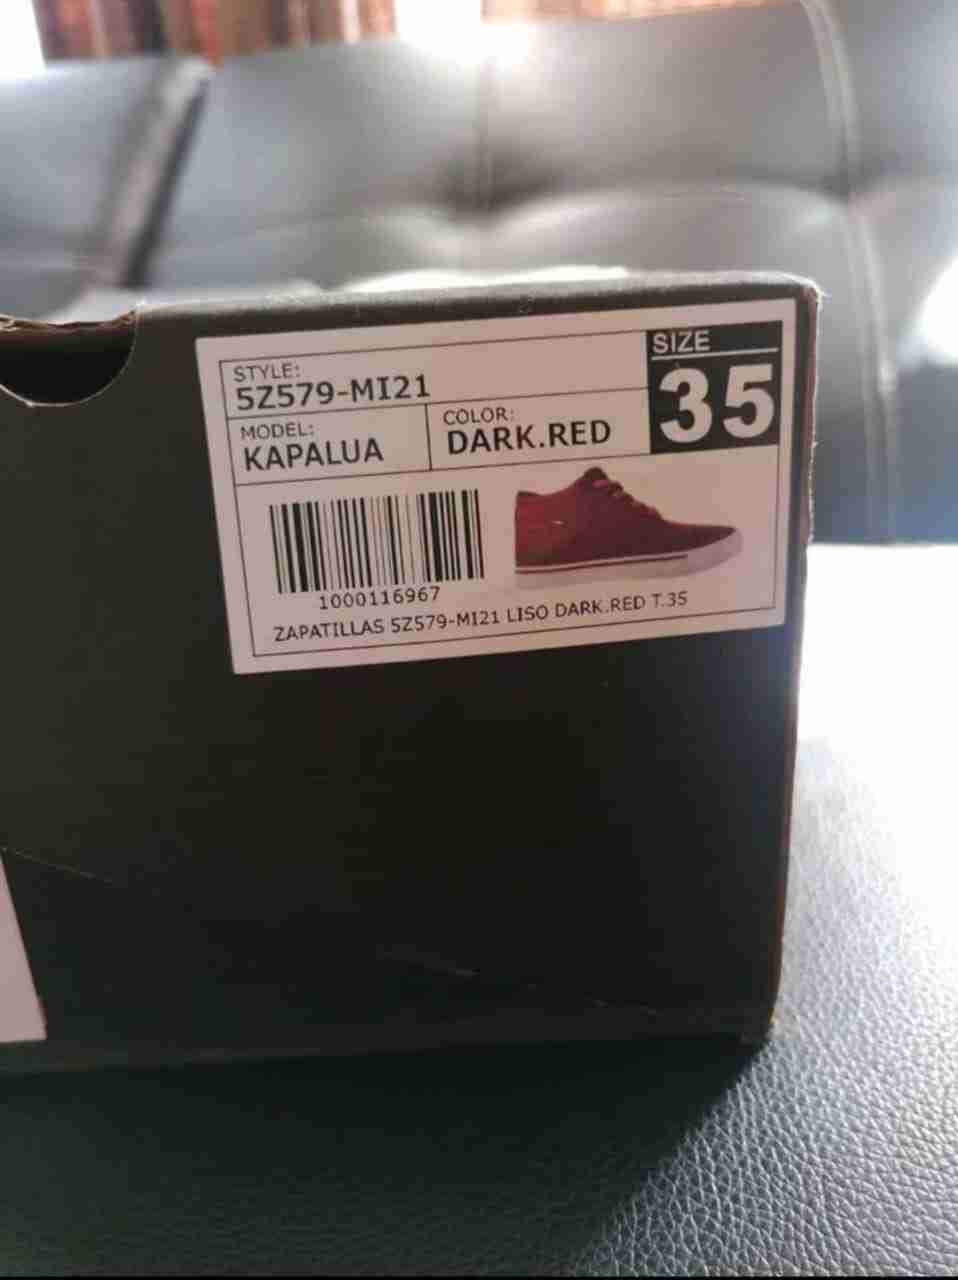 STYLE:
5Z579-MI21
SIZE
35
MODEL:
KAPALUA
COLOR:
DARK.RED
1000116967
ZAPATILLAS 5Z579-MI21 LISO DARK.RED T.35